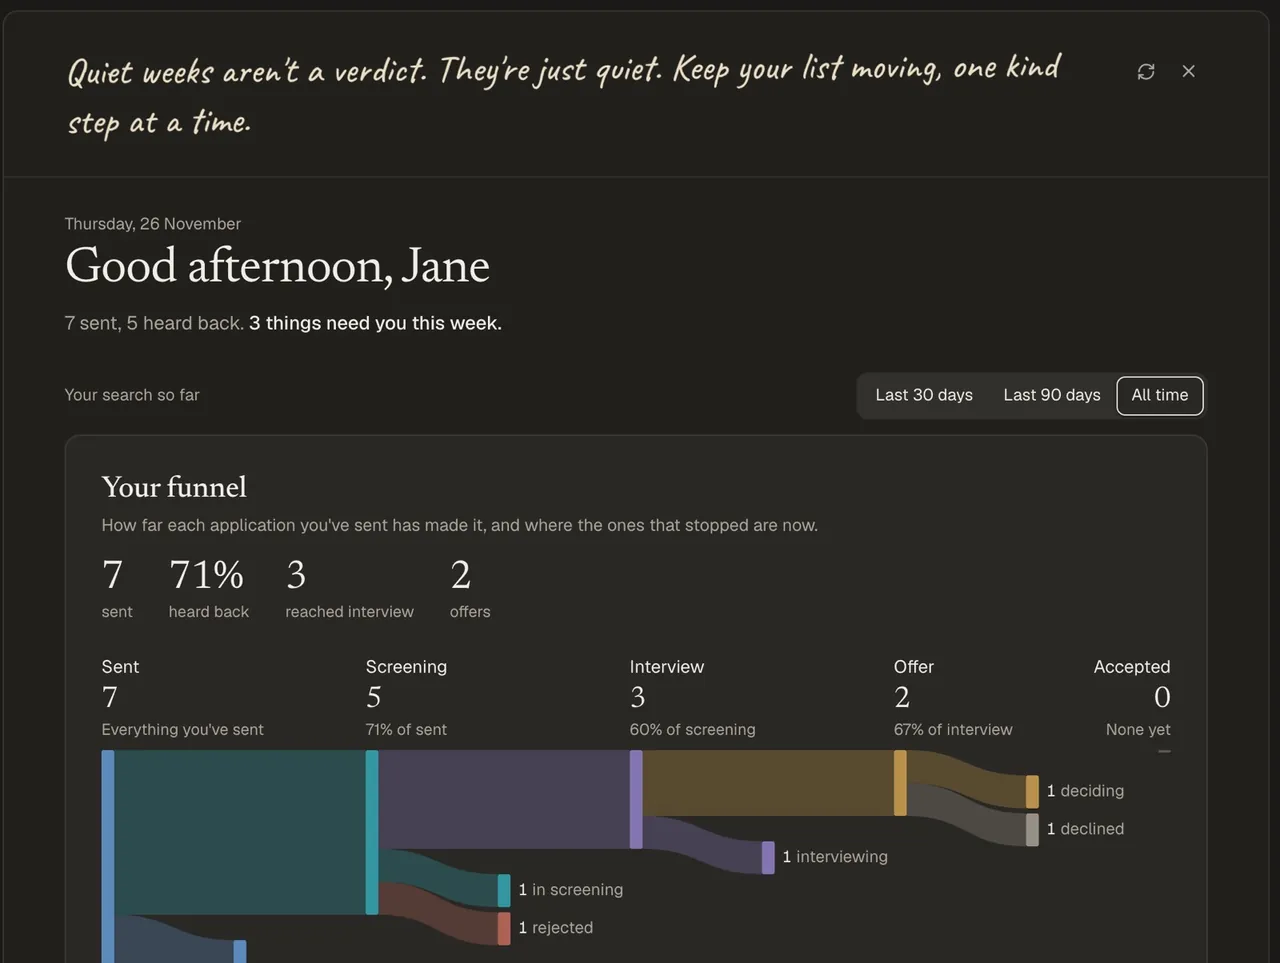 Quiet weeks aren't a verdict. They're just quiet. Keep your list moving, one kind
step at a time.
Thursday, 26 November
Good afternoon, Jane
7 sent, 5 heard back. 3 things need you this week.
Your search so far
Last 30 days
Last 90 days
All time
Your funnel
How far each application you've sent has made it, and where the ones that stopped are now.
7
sent
71%
heard back
3
reached interview
2
offers
Sent
7
Everything you've sent
Screening
5
71% of sent
Interview
3
60% of screening
Offer
2
67% of interview
Accepted
0
None yet
1 deciding
1 declined
1 interviewing
1 in screening
1 rejected